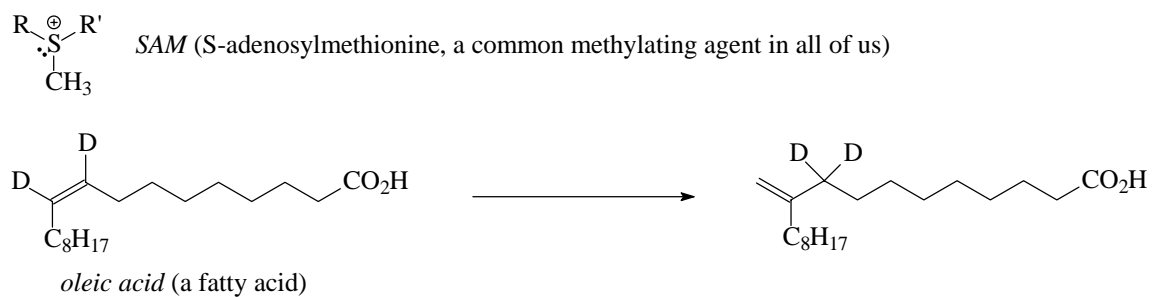 R ⊕ R'
S
CH₃
SAM (S-adenosylmethionine, a common methylating agent in all of us)
D
D
CO₂H
C₈H₁₇
oleic acid (a fatty acid)
D D
CO₂H
C₈H₁₇